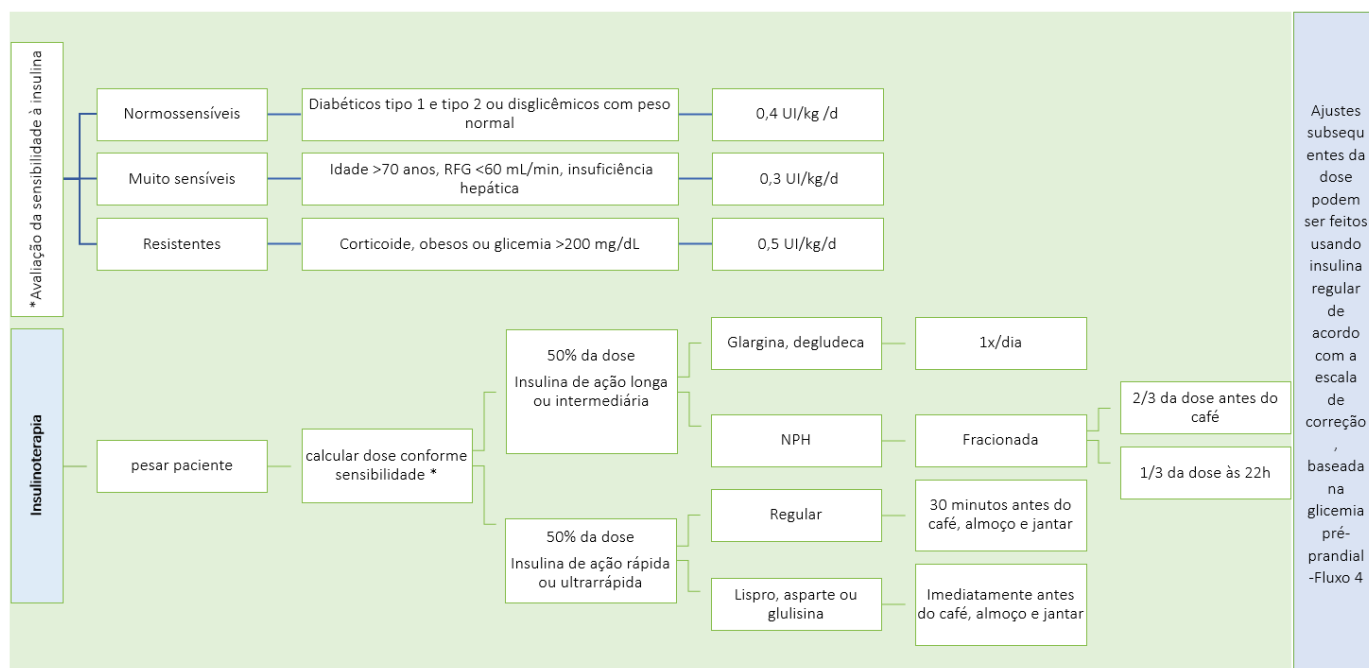 *Avaliação da sensibilidade à insulina
Normossensíveis
Diabéticos tipo 1 e tipo 2 ou disglicêmicos com peso
normal
0,4 UI/kg /d
Muito sensíveis
Idade >70 anos, RFG <60 mL/min, insuficiência
hepática
0,3 UI/kg/d
Resistentes
Corticoide, obesos ou glicemia >200 mg/dL
0,5 UI/kg/d
Insulinoterapia
pesar paciente
calcular dose conforme
sensibilidade *
50% da dose
Insulina de ação longa
ou intermediária
Glargina, degludeca
1x/dia
NPH
Fracionada
2/3 da dose antes do
café
1/3 da dose às 22h
50% da dose
Insulina de ação rápida
ou ultrarrápida
Regular
30 minutos antes do
café, almoço e jantar
Lispro, asparte ou
glulisina
Imediatamente antes
do café, almoço e jantar
Ajustes
subsequ
entes da
dose
podem
ser feitos
usando
insulina
regular
de
acordo
com a
escala
de
correção
,
baseada
na
glicemia
pré-
prandial
-Fluxo 4